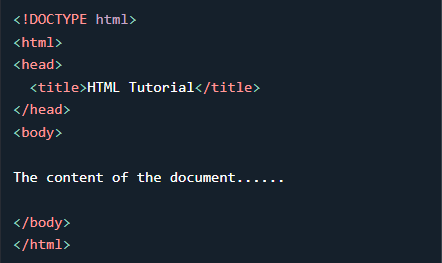 <!DOCTYPE html>
<html>
<head>
  <title>HTML Tutorial</title>
</head>
<body>

The content of the document......

</body>
</html>